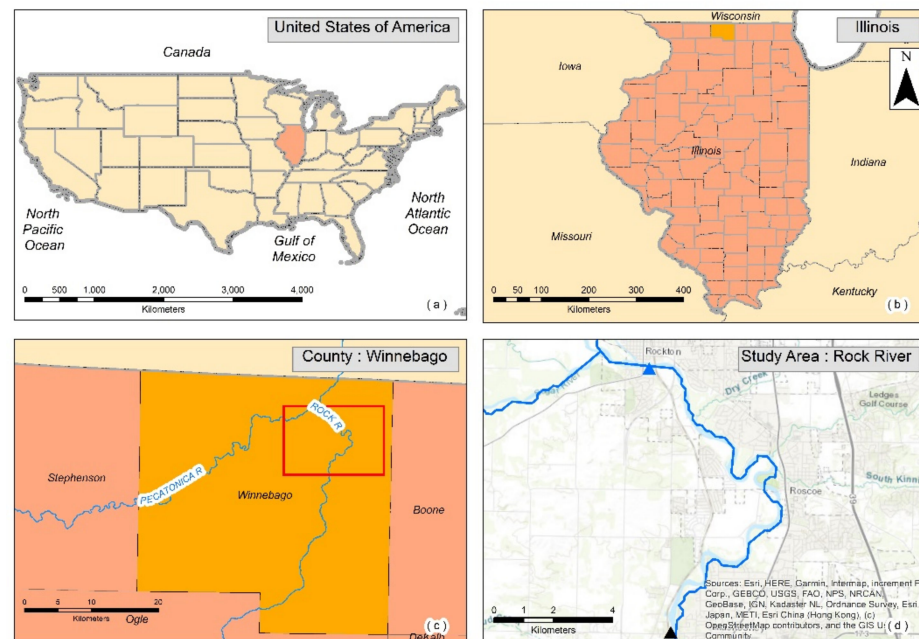 United States of America
Canada
North
Pacific
Ocean
Gulf of
Mexico
North
Atlantic
Ocean
0 500 1,000 2,000 3,000 4,000
Kilometers
( a )
Wisconsin
Illinois
N
Iowa
Illinois
Indiana
Missouri
Kentucky
0 50 100 200 300 400
Kilometers
( b )
County : Winnebago
ROCK R
PECATONICA R
Stephenson
Winnebago
Boone
0 5 10 20
Kilometers
Ogle
( c )
Study Area : Rock River
Rockton
Dry Creek
Ledges
Golf Course
South Kinni
Roscoe
39
0 1 2 4
Kilometers
Sources: Esri, HERE, Garmin, Intermap, increment P
Corp., GEBCO, USGS, FAO, NPS, NRCAN,
GeoBase, IGN, Kadaster NL, Ordnance Survey, Esri
Japan, METI, Esri China (Hong Kong), (c)
OpenStreetMap contributors, and the GIS U
Community
( d )